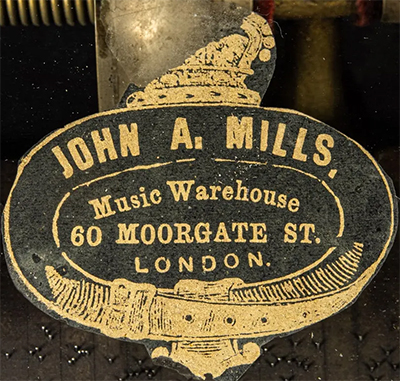 JOHN A. MILLS,
Music Warehouse
60 MOORGATE ST.
LONDON.